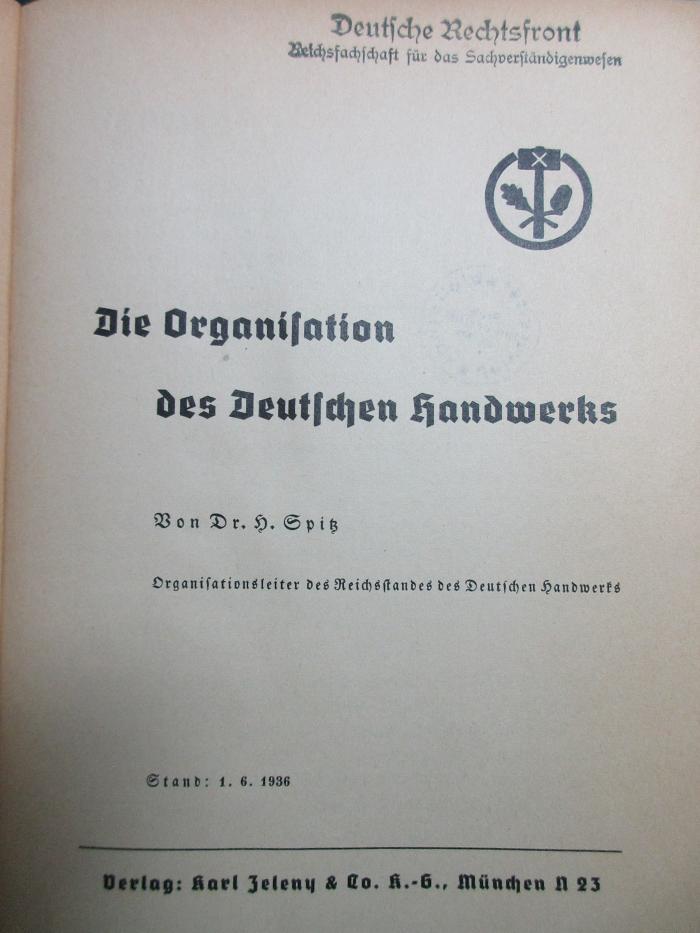 Deutſche Rechtsfront
Reichsfachſchaft für das Sachverſtändigenweſen
Die Organiſation
des Deutſchen Handwerks
Von Dr. H. Spitz
Organiſationsleiter des Reichsſtandes des Deutſchen Handwerks
Stand: 1. 6. 1936
Verlag: Karl Zeleny & Co. K.-G., München N 23